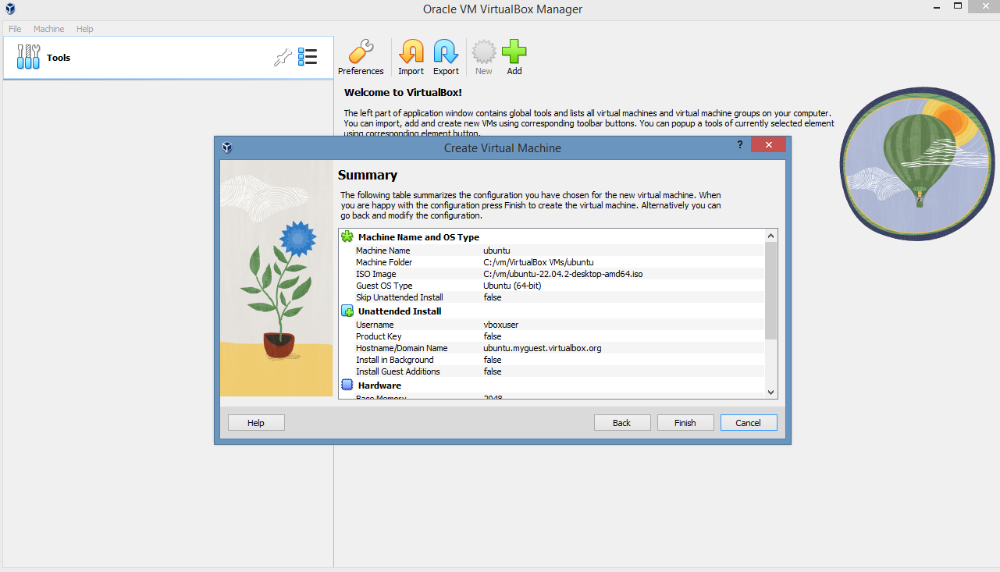 Oracle VM VirtualBox Manager
File Machine Help
Tools
Preferences Import Export New Add
Welcome to VirtualBox!
The left part of application window contains global tools and lists all virtual machines and virtual machine groups on your computer.
You can import, add and create new VMs using corresponding toolbar buttons. You can popup a tools of currently selected element
using corresponding element button.
Create Virtual Machine
?
Summary
The following table summarizes the configuration you have chosen for the new virtual machine. When
you are happy with the configuration press Finish to create the virtual machine. Alternatively you can
go back and modify the configuration.
Machine Name and OS Type
Machine Name ubuntu
Machine Folder C:/vm/VirtualBox VMs/ubuntu
ISO Image C:/vm/ubuntu-22.04.2-desktop-amd64.iso
Guest OS Type Ubuntu (64-bit)
Skip Unattended Install false
Unattended Install
Username vboxuser
Product Key false
Hostname/Domain Name ubuntu.myguest.virtualbox.org
Install in Background false
Install Guest Additions false
Hardware
Base Memory 2048
Help Back Finish Cancel